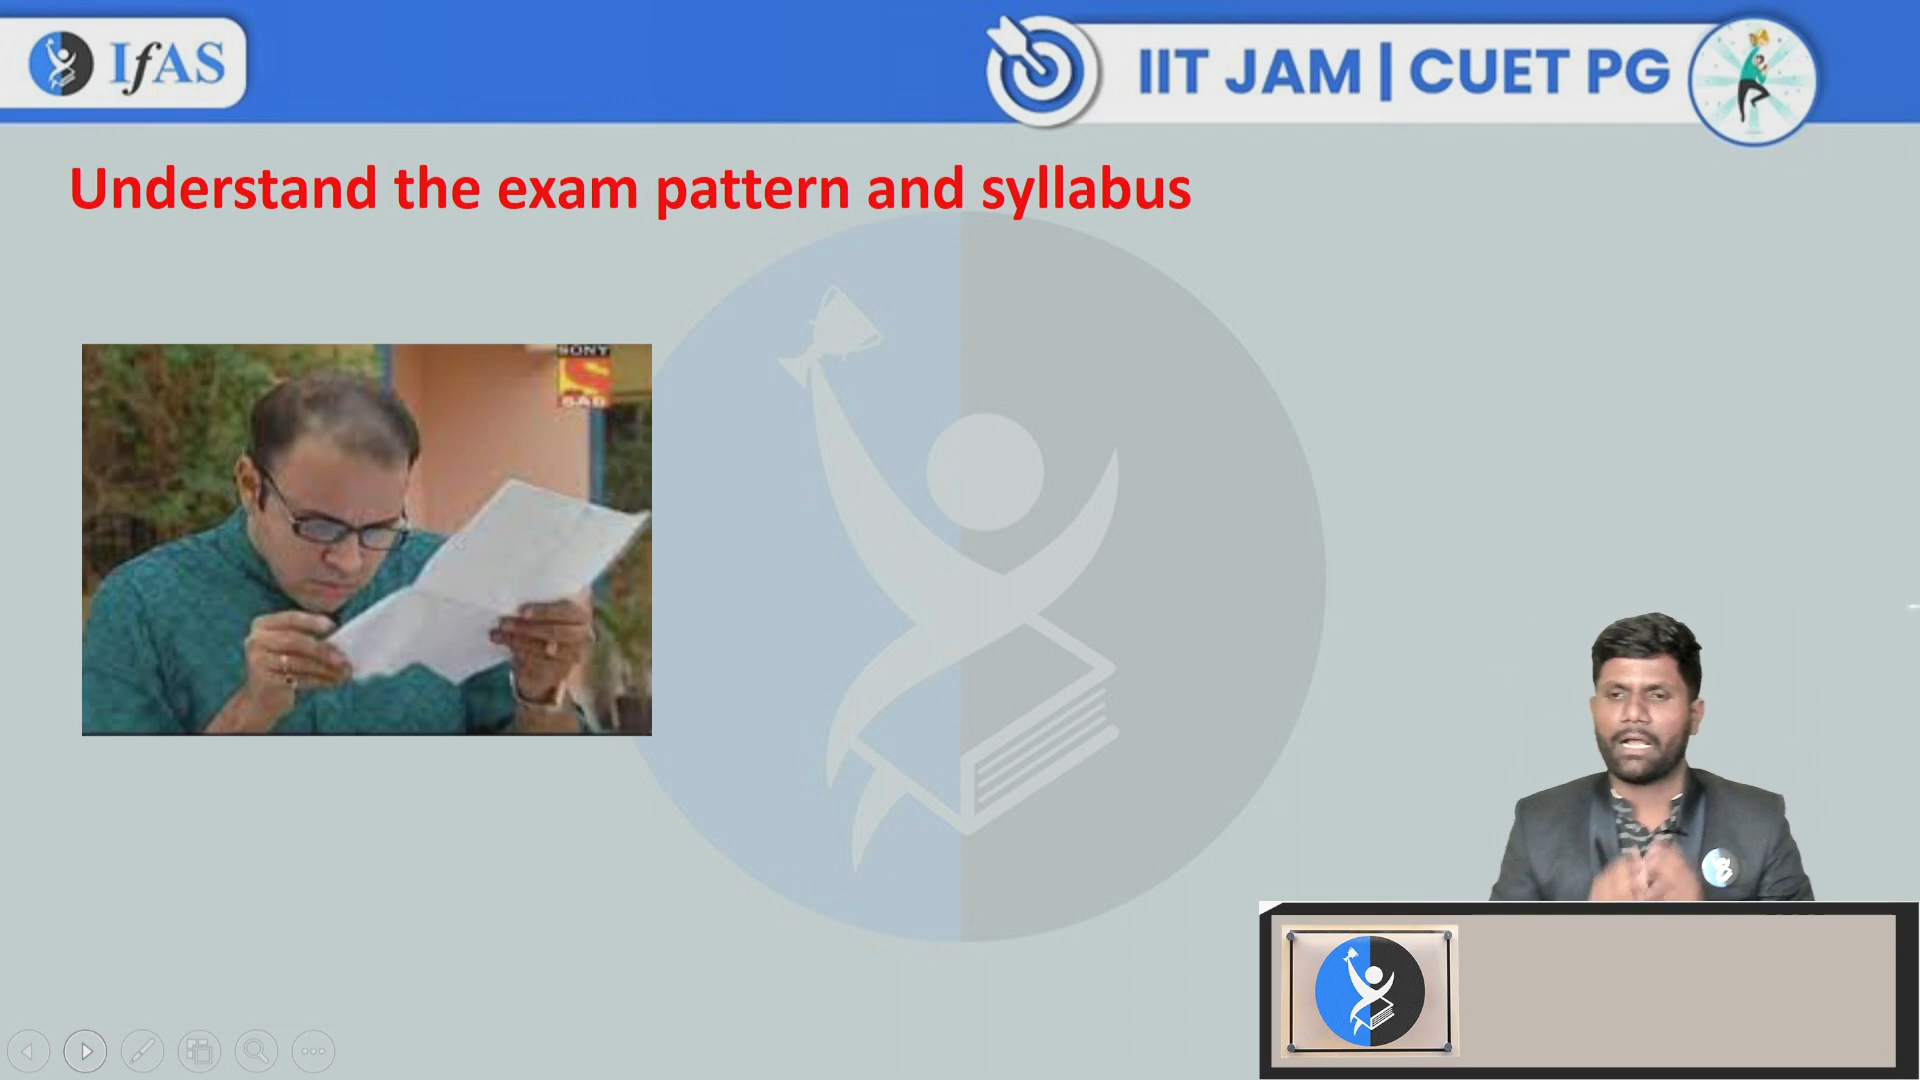 IfAS
IIT JAM | CUET PG
Understand the exam pattern and syllabus
SONY
S
SAB